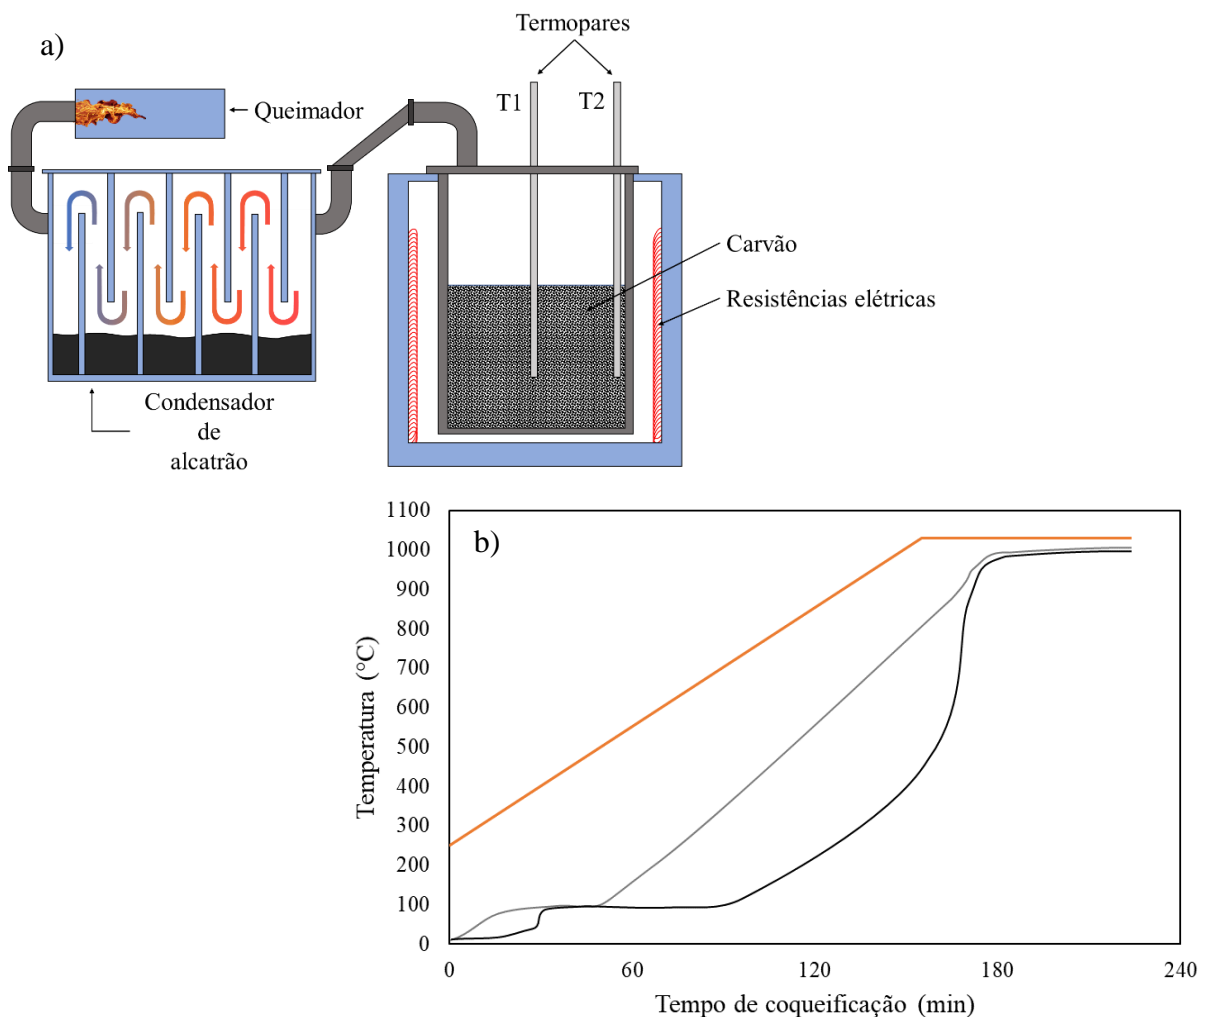 a)
Termopares
T1
T2
Queimador
Carvão
Resistências elétricas
Condensador
de
alcatrão
b)
Temperatura (°C)
1100
1000
900
800
700
600
500
400
300
200
100
0
0
60
120
180
240
Tempo de coqueificação (min)